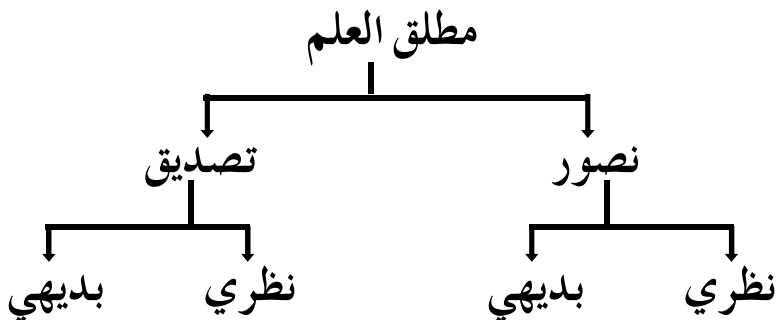 مطلق العلم
نصور تصديق
نظري بديهي نظري بديهي